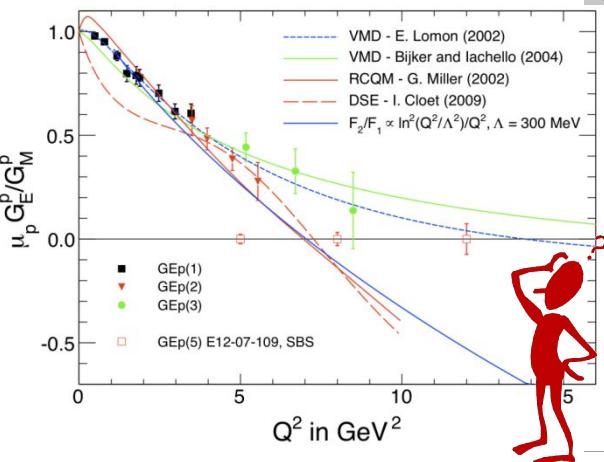 1.0
0.5
0.0
-0.5
μpGEp/GMp
VMD - E. Lomon (2002)
VMD - Bijker and Iachello (2004)
RCQM - G. Miller (2002)
DSE - I. Cloet (2009)
F₂/F₁ ∝ ln²(Q²/Λ²)/Q², Λ = 300 MeV
GEp(1)
GEp(2)
GEp(3)
GEp(5) E12-07-109, SBS
0
5
10
15
Q² in GeV²
?